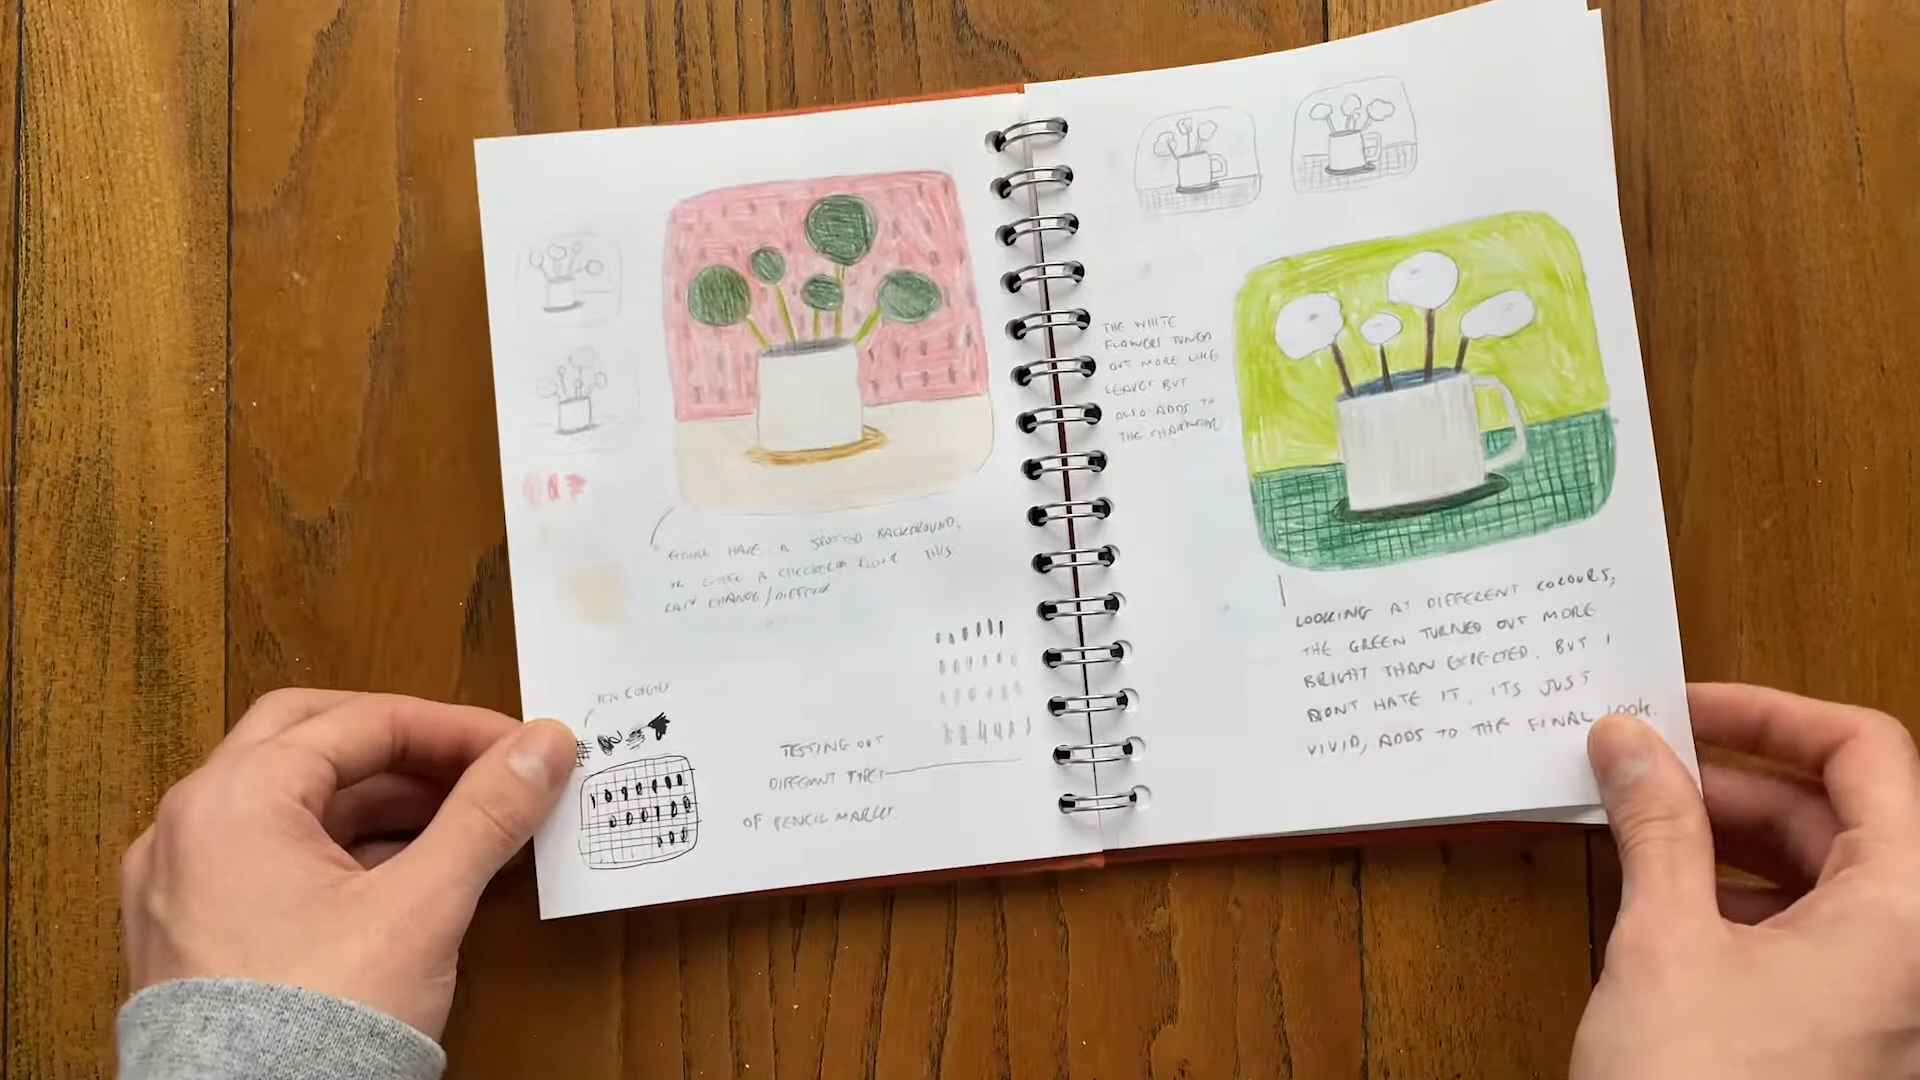 EITHER HAVE A SPOTTED BACKGROUND,
OR EITHER A CHECKERED FLOOR THIS
CAN CHANGE/DIFFER
TESTING OUT
DIFFERENT TYPES
OF PENCIL MARKS.
THE WHITE
FLOWERS TURNED
OUT MORE LIKE
LEAVES BUT
ALSO ADDS TO
THE
LOOKING AT DIFFERENT COLOURS,
THE GREEN TURNED OUT MORE
BRIGHT THAN EXPECTED. BUT I
DONT HATE IT. ITS JUST
VIVID, ADDS TO THE FINAL LOOK.